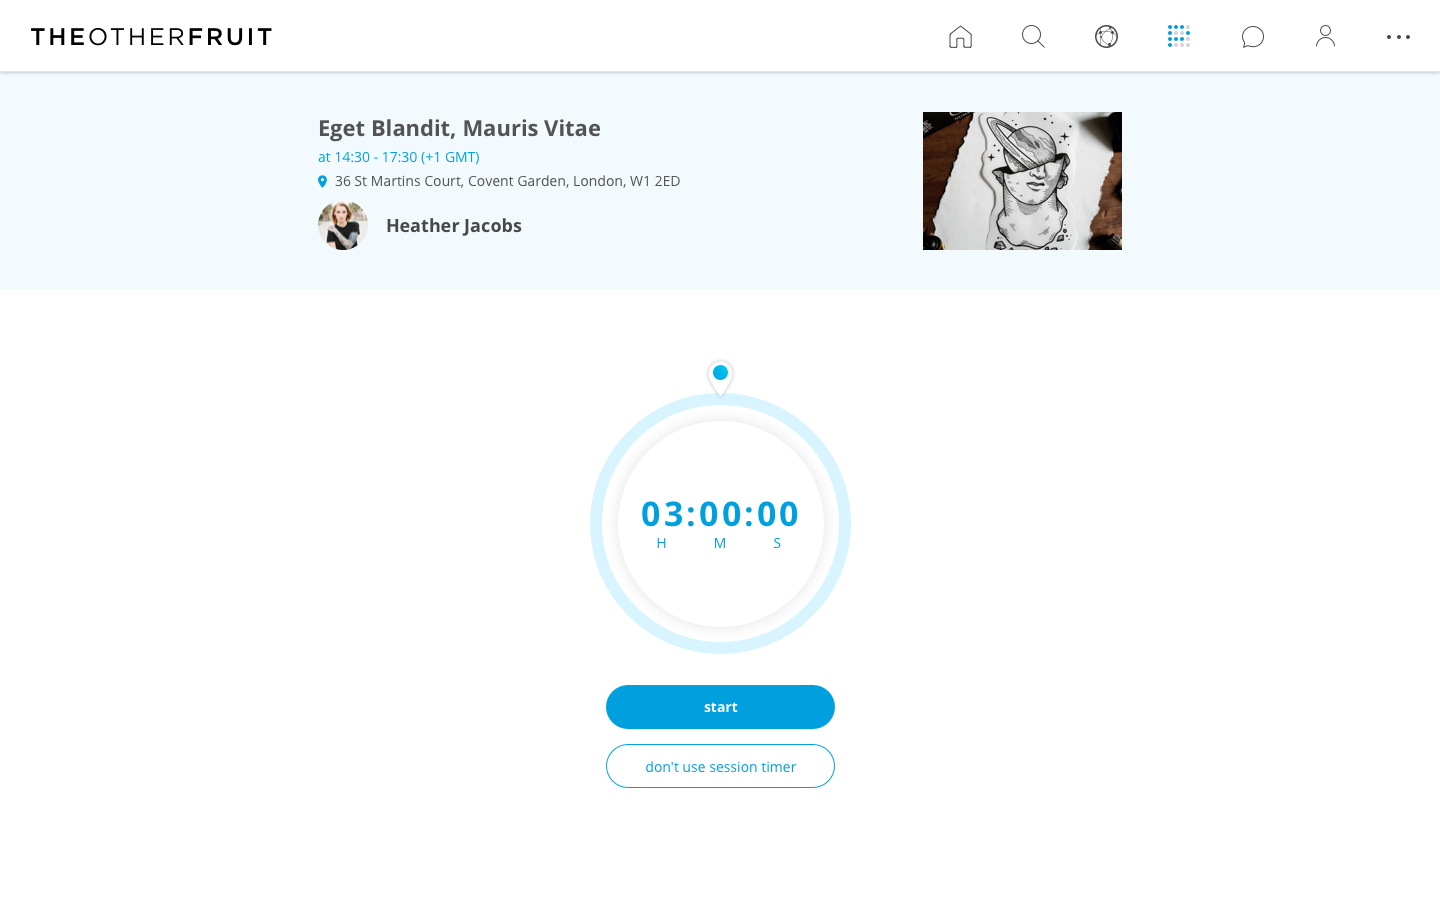 THEOTHERFRUIT
Eget Blandit, Mauris Vitae
at 14:30 - 17:30 (+1 GMT)
36 St Martins Court, Covent Garden, London, W1 2ED
Heather Jacobs
03:00:00
H M S
start
don't use session timer